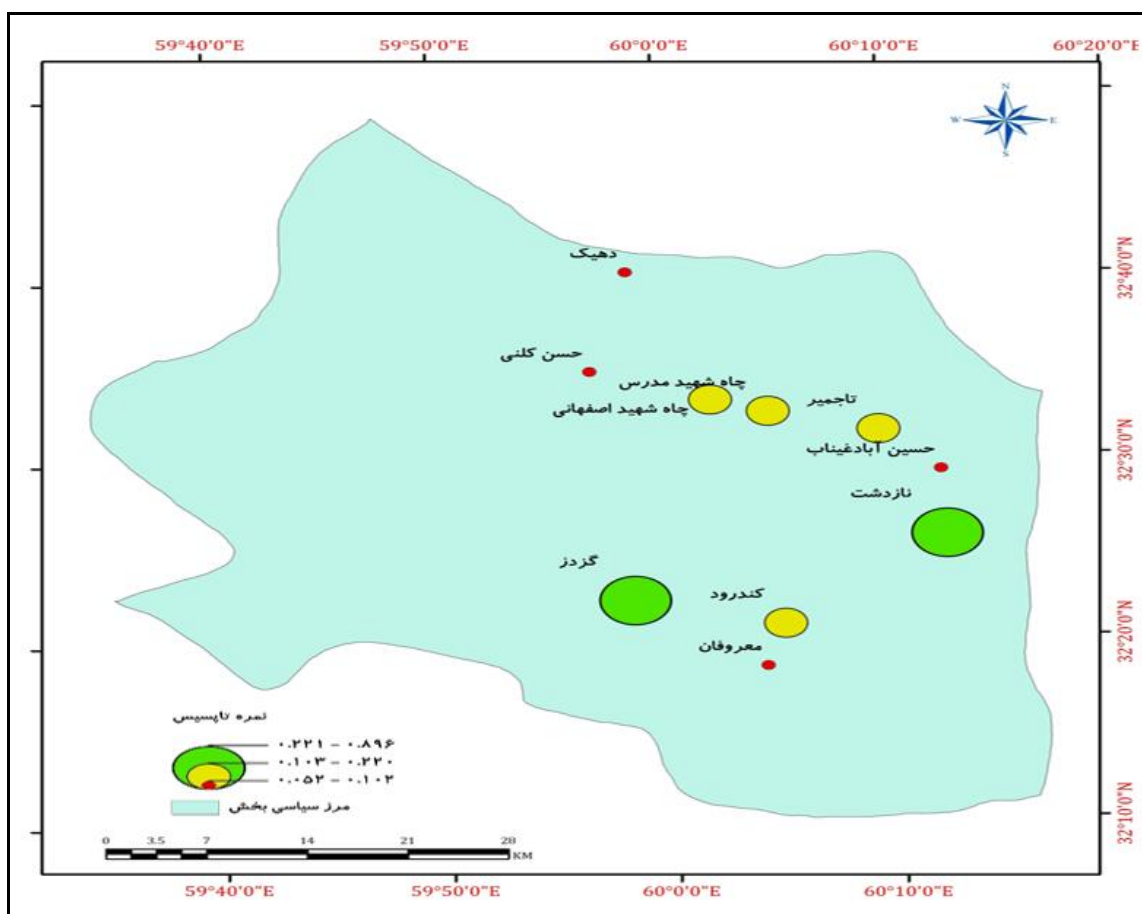 59°40'0"E 59°50'0"E 60°0'0"E 60°10'0"E 60°20'0"E
N
W E
S
32°40'0"N
دهیک
حسن کلنی
چاه شهید مدرس
تاجمیر
چاه شهید اصفهانی
حسین آبادغیناب
32°30'0"N
نازدشت
گزدز
کندرود
32°20'0"N
معروفان
نمره تاپسیس
۰.۲۲۱ – ۰.۸۹۶
۰.۱۰۳ – ۰.۲۲۰
۰.۰۵۲ – ۰.۱۰۲
مرز سیاسی بخش
32°10'0"N
0 3.5 7 14 21 28
KM
59°40'0"E 59°50'0"E 60°0'0"E 60°10'0"E